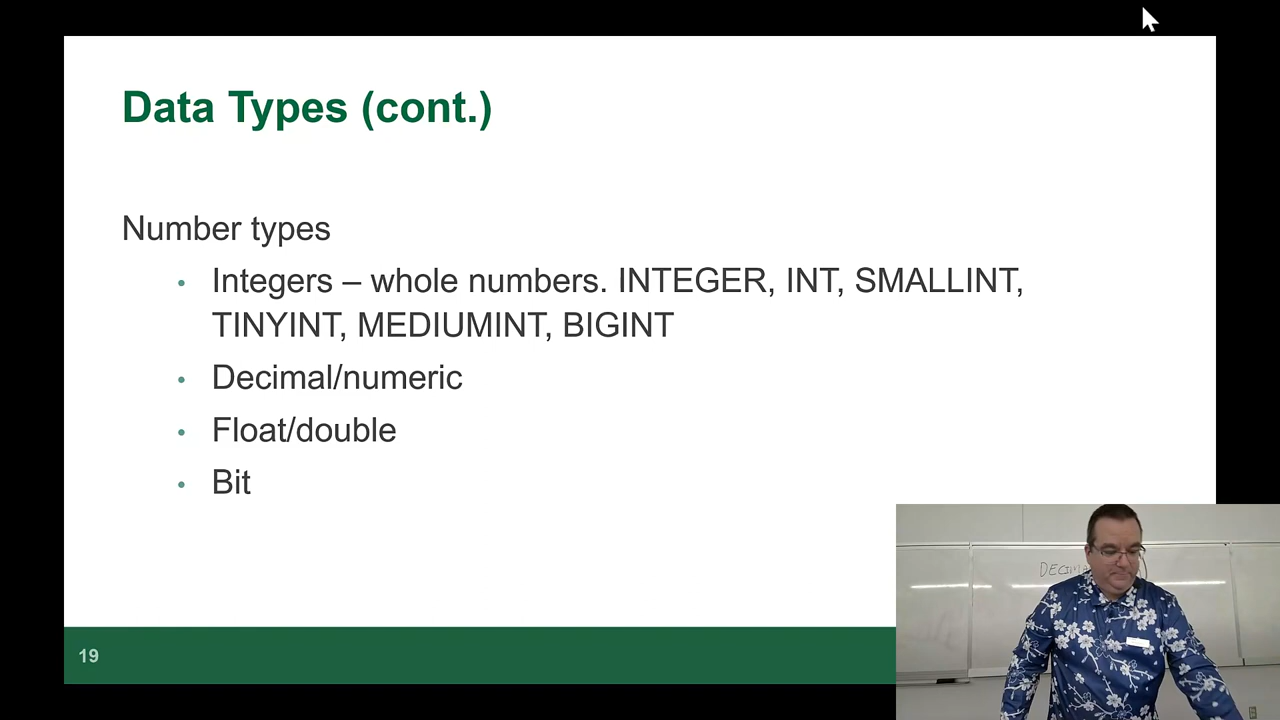 Data Types (cont.)
Number types
• Integers – whole numbers. INTEGER, INT, SMALLINT,
TINYINT, MEDIUMINT, BIGINT
• Decimal/numeric
• Float/double
• Bit
19